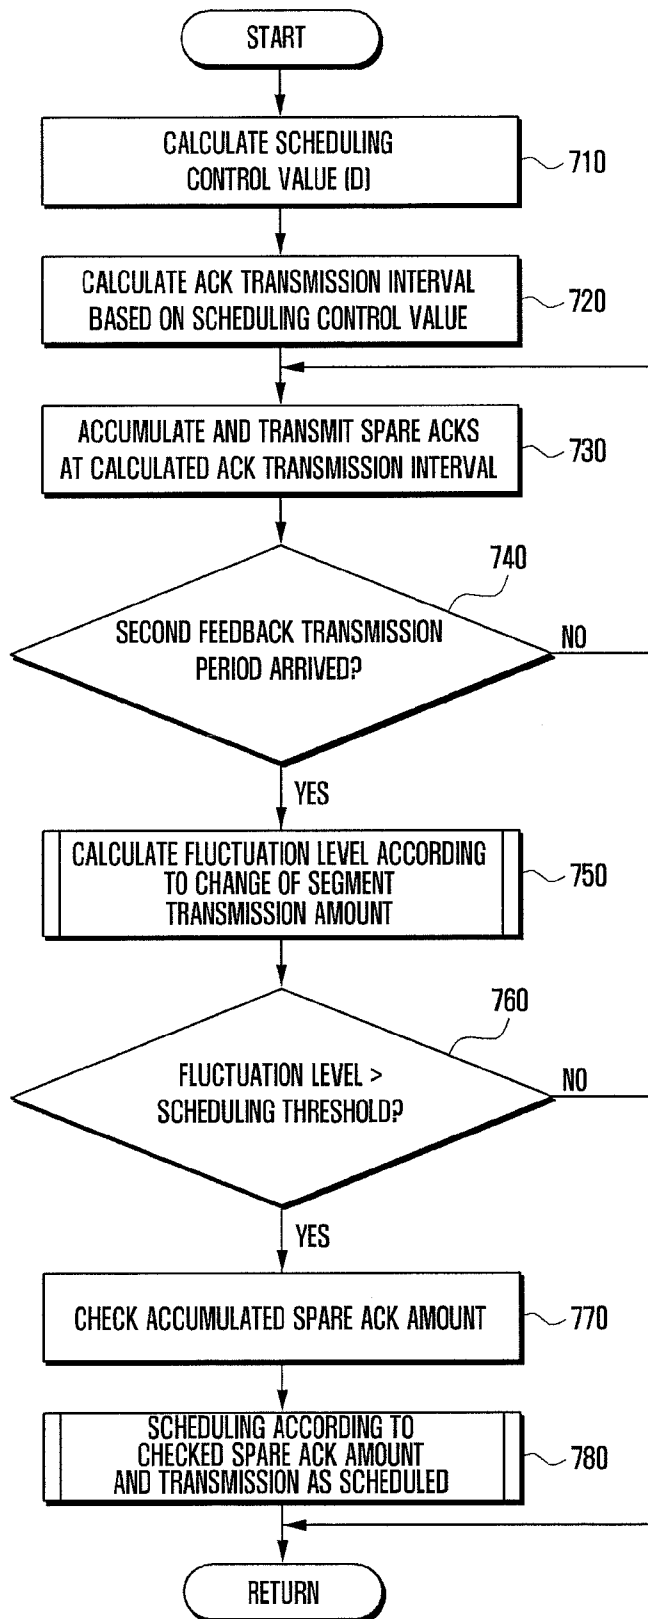 START
CALCULATE SCHEDULING
CONTROL VALUE (D)
710
CALCULATE ACK TRANSMISSION INTERVAL
BASED ON SCHEDULING CONTROL VALUE
720
ACCUMULATE AND TRANSMIT SPARE ACKS
AT CALCULATED ACK TRANSMISSION INTERVAL
730
740
SECOND FEEDBACK TRANSMISSION
PERIOD ARRIVED?
NO
YES
CALCULATE FLUCTUATION LEVEL ACCORDING
TO CHANGE OF SEGMENT
TRANSMISSION AMOUNT
750
760
FLUCTUATION LEVEL >
SCHEDULING THRESHOLD?
NO
YES
CHECK ACCUMULATED SPARE ACK AMOUNT
770
SCHEDULING ACCORDING TO
CHECKED SPARE ACK AMOUNT
AND TRANSMISSION AS SCHEDULED
780
RETURN